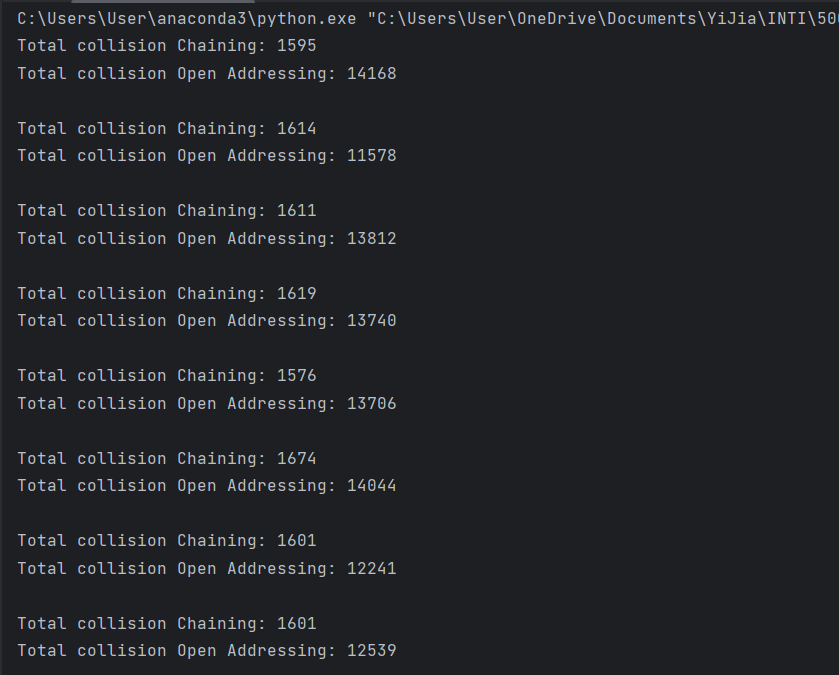 C:\Users\User\anaconda3\python.exe "C:\Users\User\OneDrive\Documents\YiJia\INTI\500
Total collision Chaining: 1595
Total collision Open Addressing: 14168
Total collision Chaining: 1614
Total collision Open Addressing: 11578
Total collision Chaining: 1611
Total collision Open Addressing: 13812
Total collision Chaining: 1619
Total collision Open Addressing: 13740
Total collision Chaining: 1576
Total collision Open Addressing: 13706
Total collision Chaining: 1674
Total collision Open Addressing: 14044
Total collision Chaining: 1601
Total collision Open Addressing: 12241
Total collision Chaining: 1601
Total collision Open Addressing: 12539